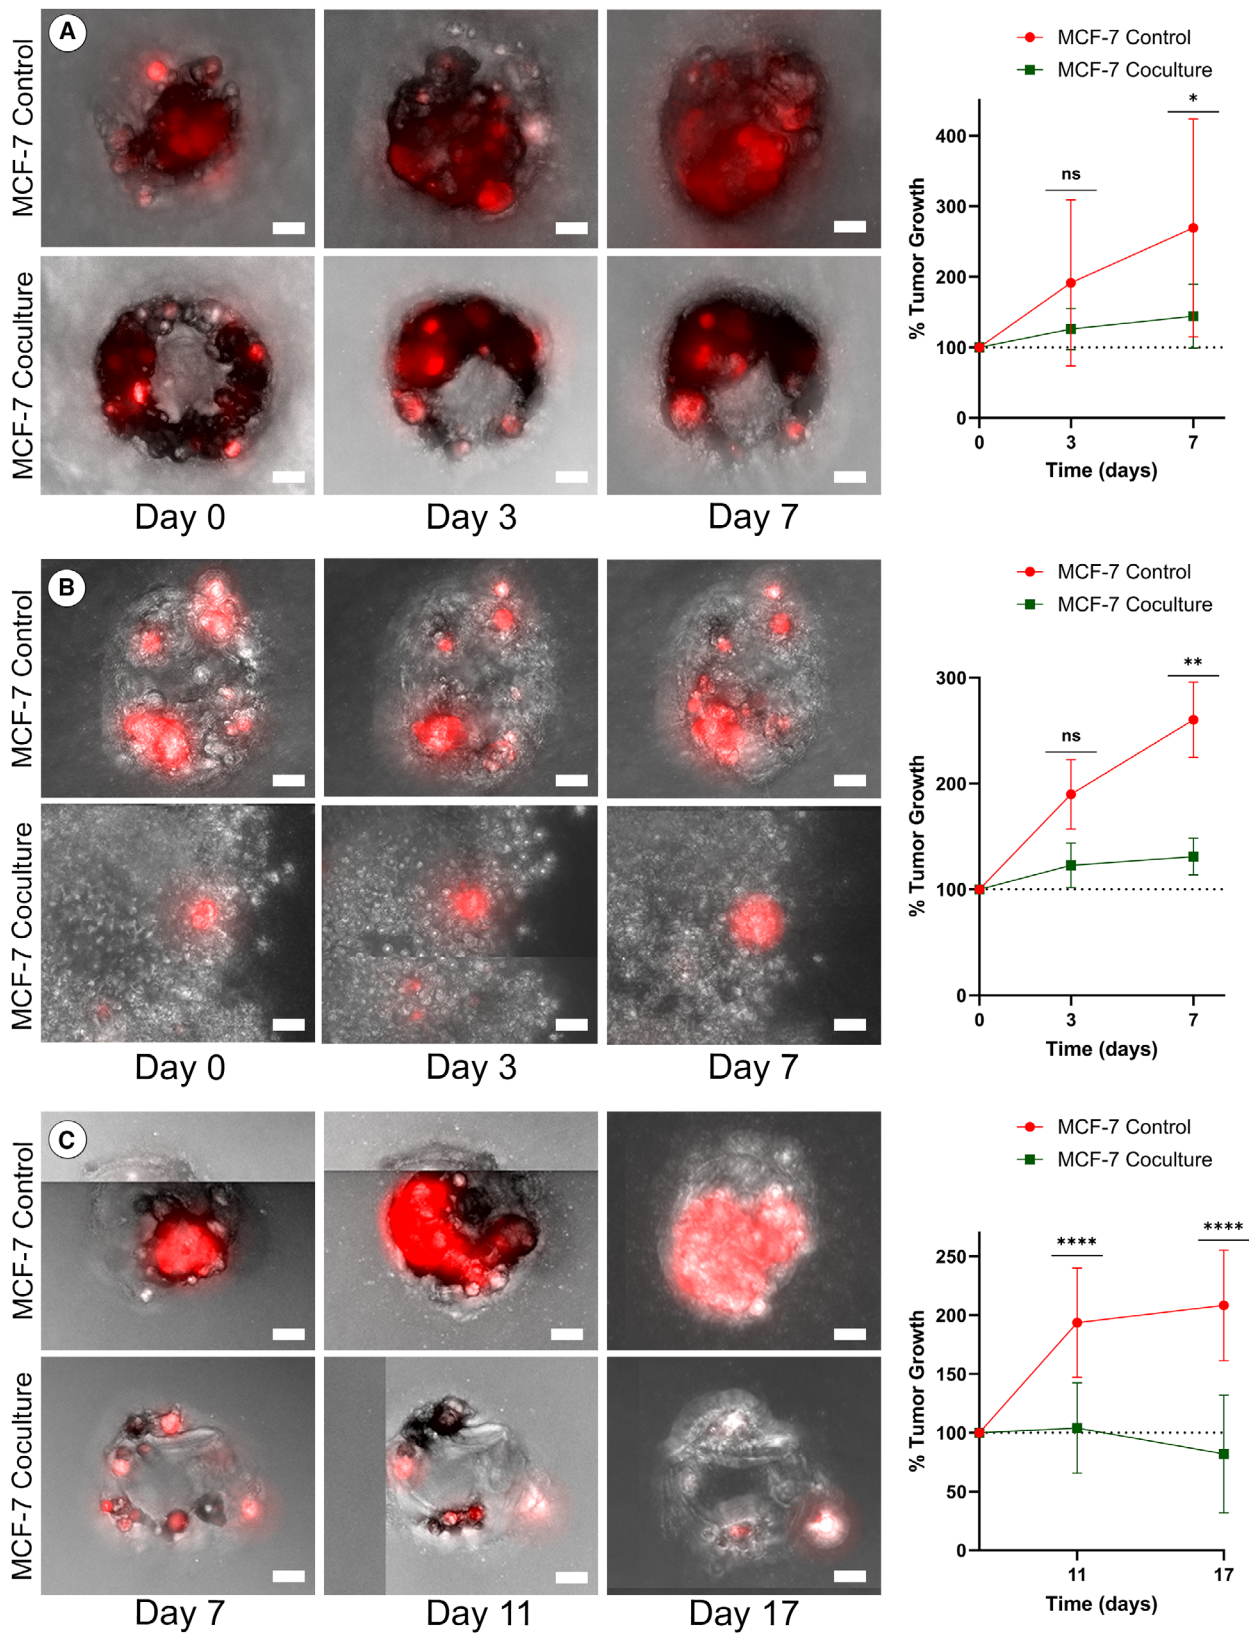 A
MCF-7 Control
MCF-7 Coculture
Day 0
Day 3
Day 7
MCF-7 Control
MCF-7 Coculture
% Tumor Growth
400
300
200
100
0
ns
*
0
3
7
Time (days)
B
MCF-7 Control
MCF-7 Coculture
Day 0
Day 3
Day 7
MCF-7 Control
MCF-7 Coculture
% Tumor Growth
300
200
100
0
ns
**
0
3
7
Time (days)
C
MCF-7 Control
MCF-7 Coculture
Day 7
Day 11
Day 17
MCF-7 Control
MCF-7 Coculture
% Tumor Growth
250
200
150
100
50
0
****
****
11
17
Time (days)